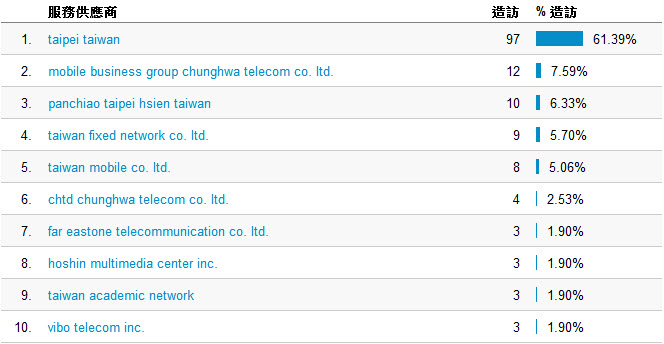 服務供應商 造訪 % 造訪
1. taipei taiwan 97 61.39%
2. mobile business group chunghwa telecom co. ltd. 12 7.59%
3. panchiao taipei hsien taiwan 10 6.33%
4. taiwan fixed network co. ltd. 9 5.70%
5. taiwan mobile co. ltd. 8 5.06%
6. chtd chunghwa telecom co. ltd. 4 2.53%
7. far eastone telecommunication co. ltd. 3 1.90%
8. hoshin multimedia center inc. 3 1.90%
9. taiwan academic network 3 1.90%
10. vibo telecom inc. 3 1.90%